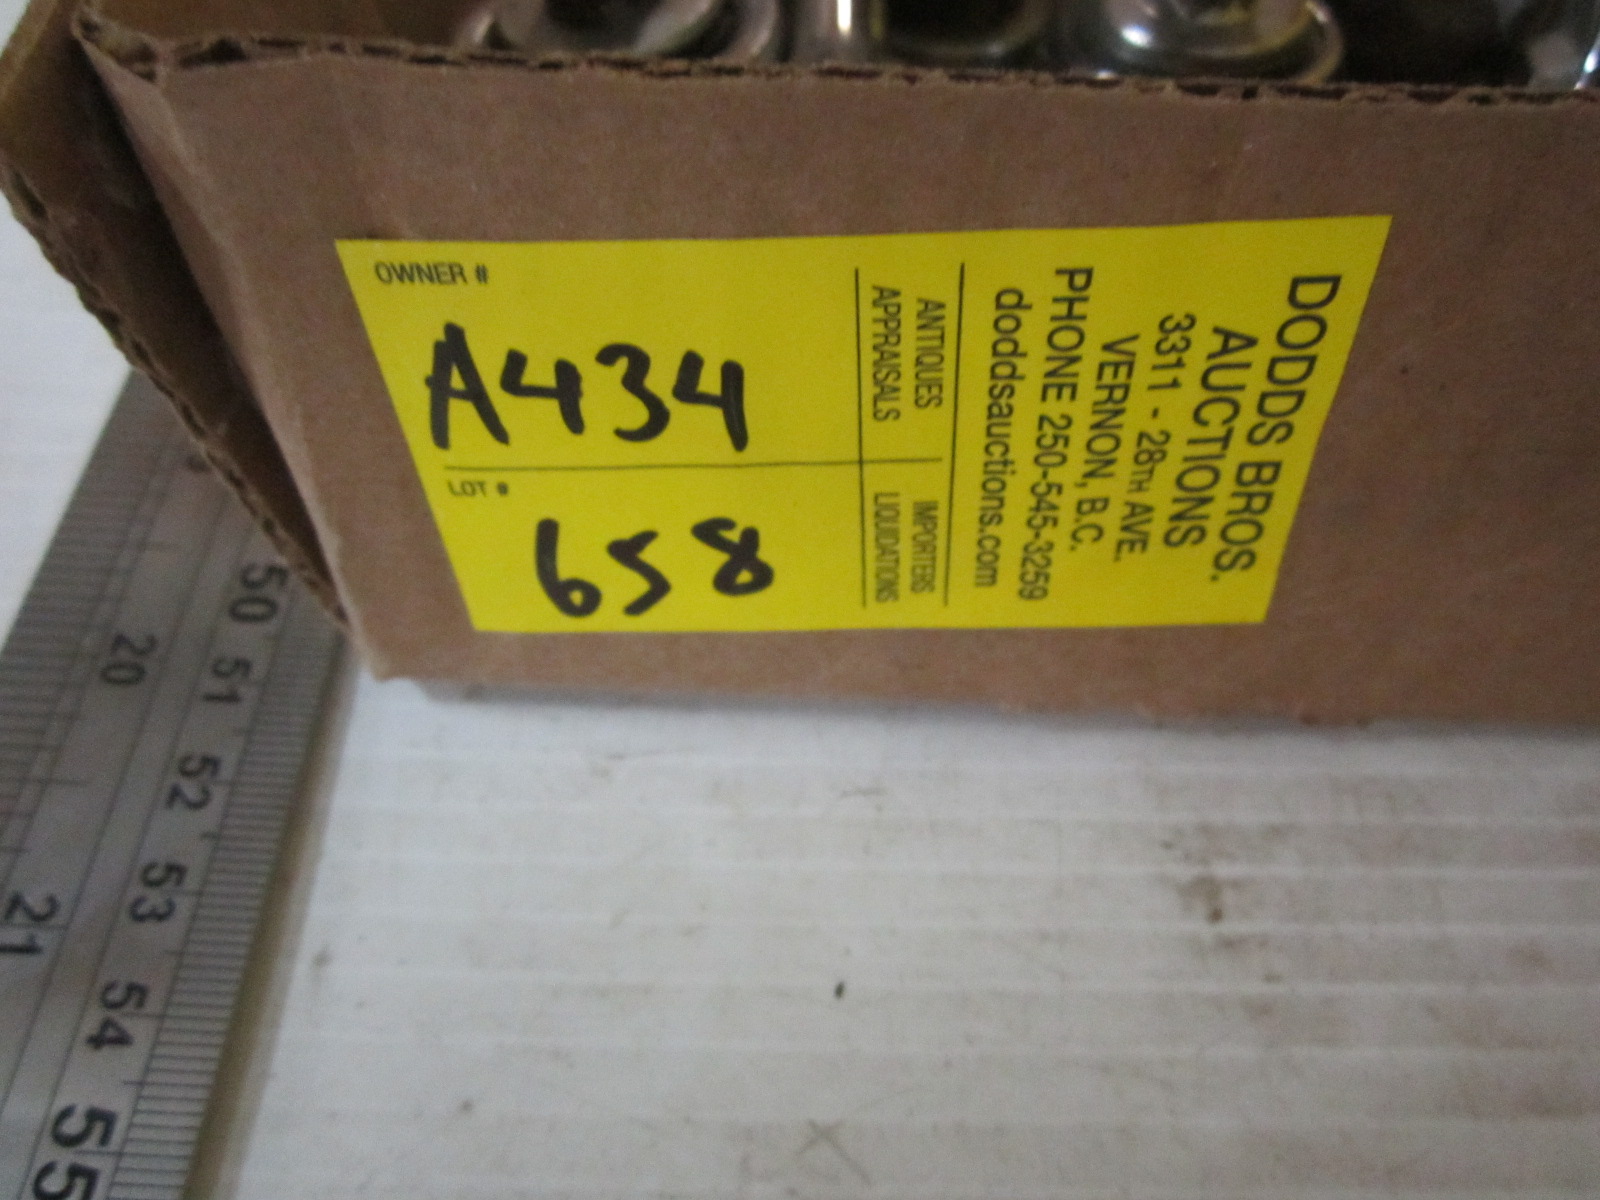 OWNER #
A434
LOT #
658
ANTIQUES IMPORTERS
APPRAISALS LIQUIDATIONS
DODDS BROS.
AUCTIONS
3311 - 28TH AVE.
VERNON, B.C.
PHONE 250-545-3259
doddsauctions.com
50
51
52
53
54
55
20
21